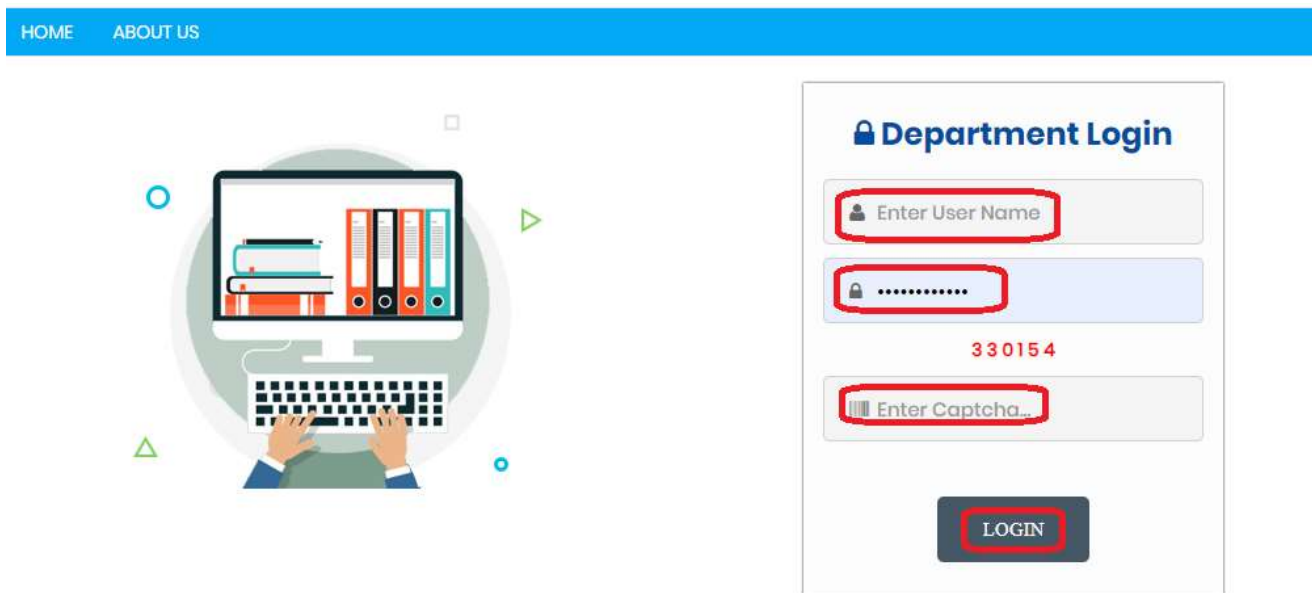 HOME ABOUT US
Department Login
Enter User Name
••••••••••••
330154
Enter Captcha...
LOGIN